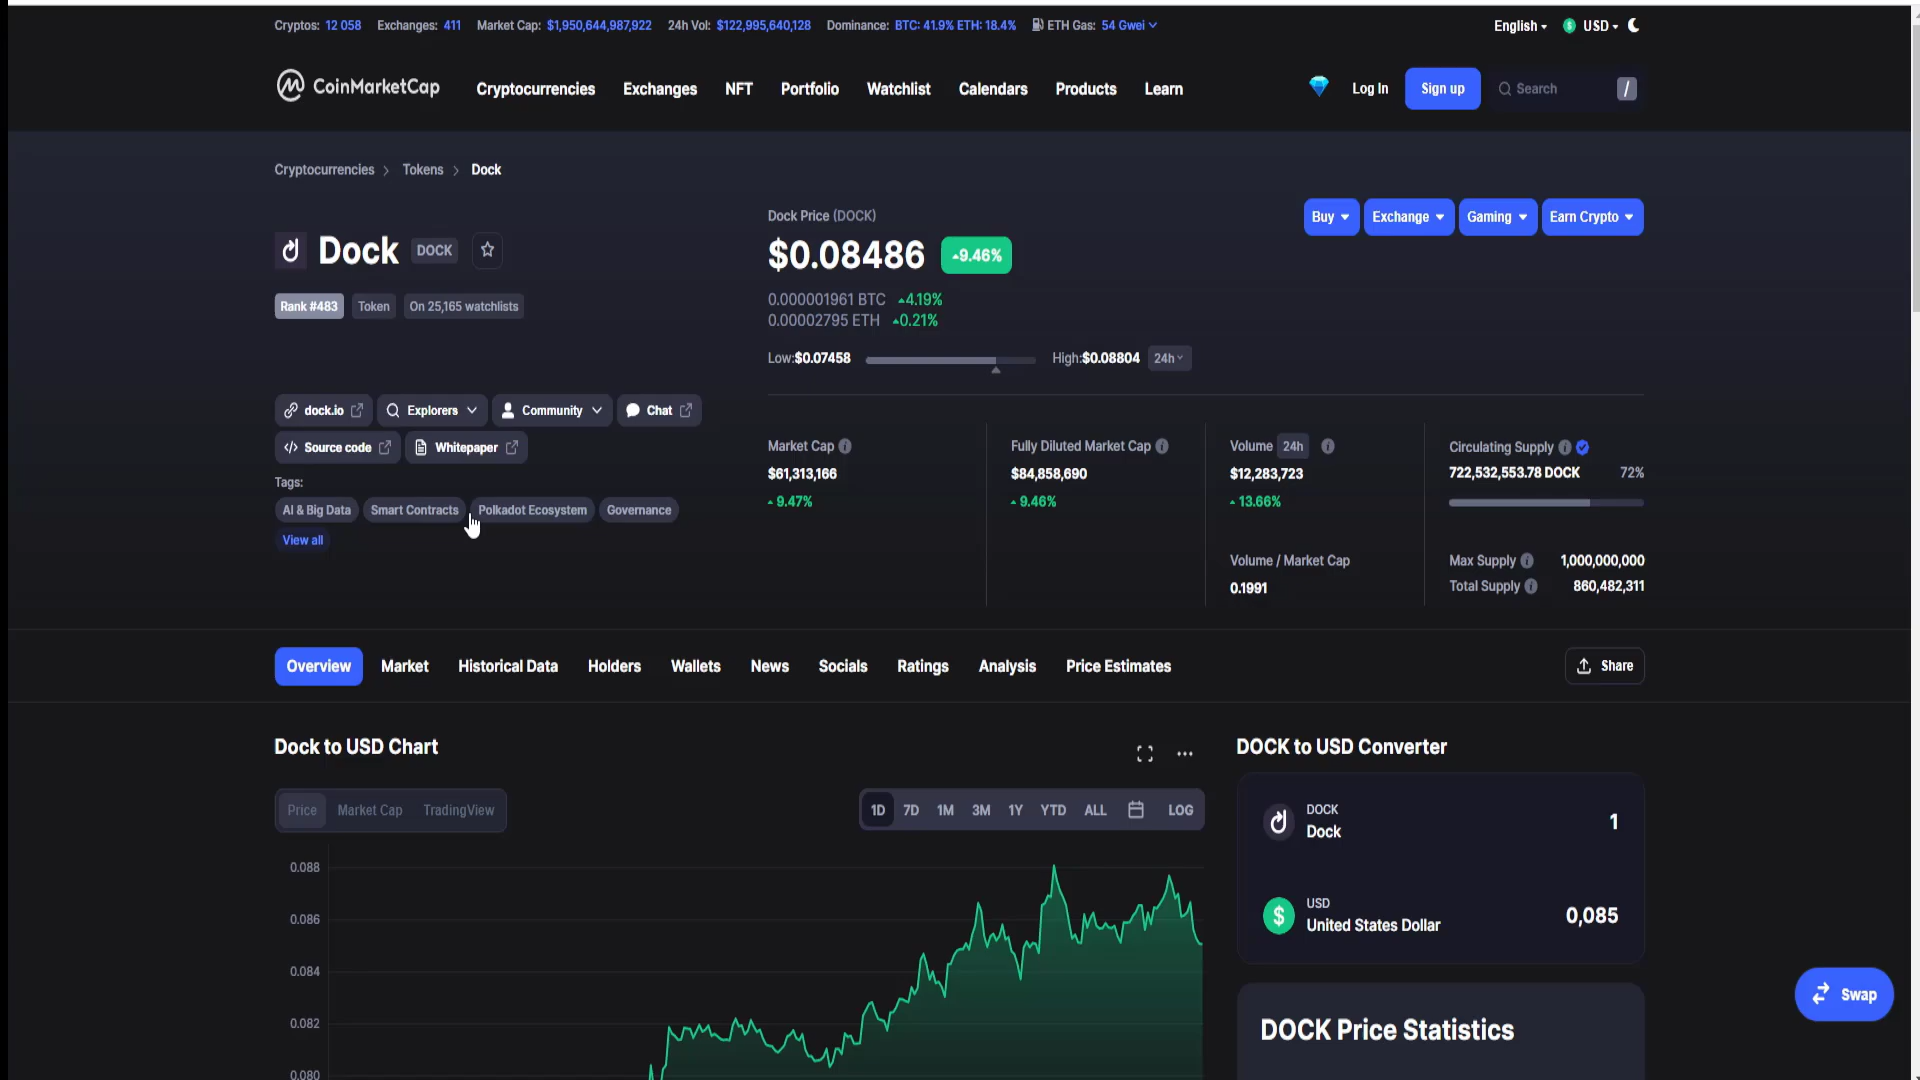 Cryptos: 12 058 Exchanges: 411 Market Cap: $1,950,644,987,922 24h Vol: $122,995,640,128 Dominance: BTC: 41.9% ETH: 18.4% ETH Gas: 54 Gwei English USD
CoinMarketCap Cryptocurrencies Exchanges NFT Portfolio Watchlist Calendars Products Learn Log In Sign up Search /
Cryptocurrencies > Tokens > Dock
Dock DOCK
Rank #483 Token On 25,165 watchlists
Dock Price (DOCK)
$0.08486 9.46%
0.000001961 BTC 4.19%
0.00002795 ETH 0.21%
Low:$0.07458 High:$0.08804 24h
Buy Exchange Gaming Earn Crypto
dock.io Explorers Community Chat
Source code Whitepaper
Tags:
AI & Big Data Smart Contracts Polkadot Ecosystem Governance
View all
Market Cap
$61,313,166
9.47%
Fully Diluted Market Cap
$84,858,690
9.46%
Volume 24h
$12,283,723
13.66%
Volume / Market Cap
0.1991
Circulating Supply
722,532,553.78 DOCK 72%
Max Supply 1,000,000,000
Total Supply 860,482,311
Overview Market Historical Data Holders Wallets News Socials Ratings Analysis Price Estimates Share
Dock to USD Chart
Price Market Cap TradingView 1D 7D 1M 3M 1Y YTD ALL LOG
0.088
0.086
0.084
0.082
0.080
DOCK to USD Converter
DOCK
Dock 1
USD
United States Dollar 0,085
Swap
DOCK Price Statistics